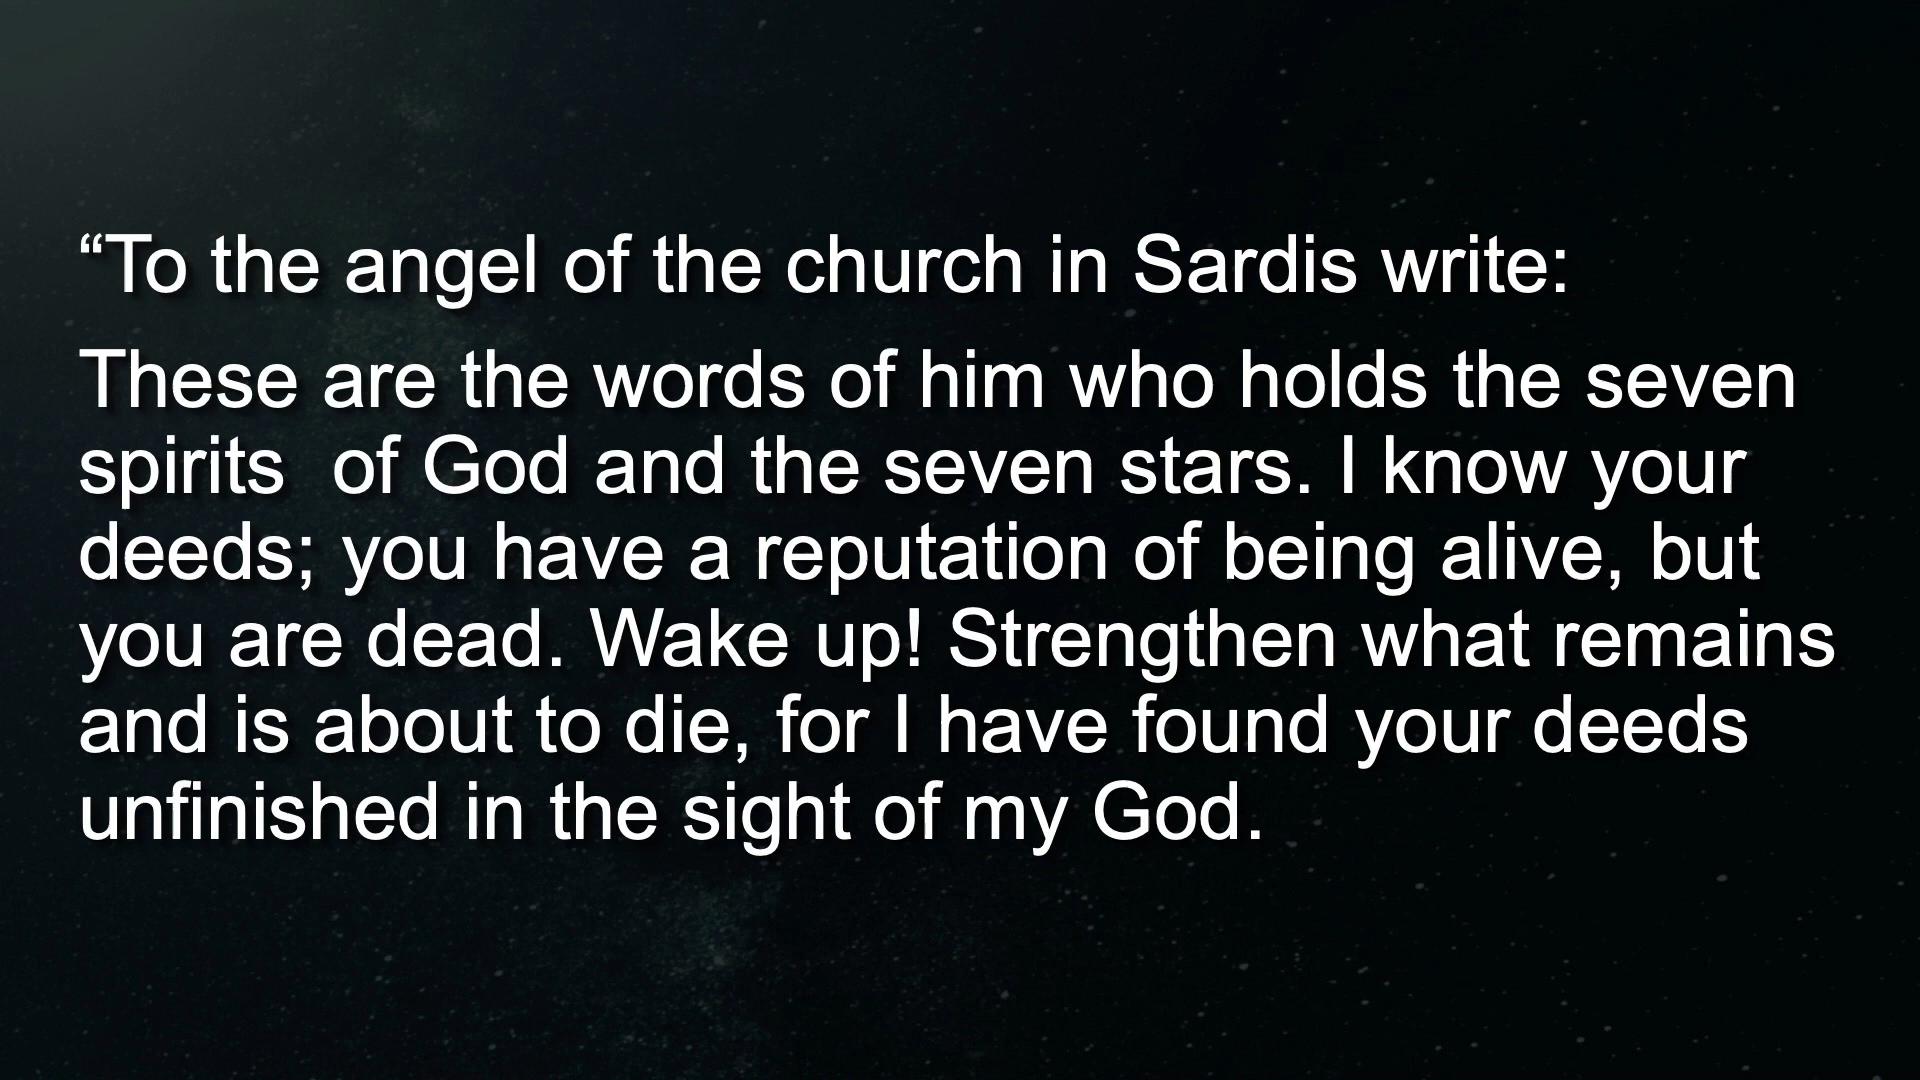 “To the angel of the church in Sardis write:
These are the words of him who holds the seven
spirits  of God and the seven stars. I know your
deeds; you have a reputation of being alive, but
you are dead. Wake up! Strengthen what remains
and is about to die, for I have found your deeds
unfinished in the sight of my God.